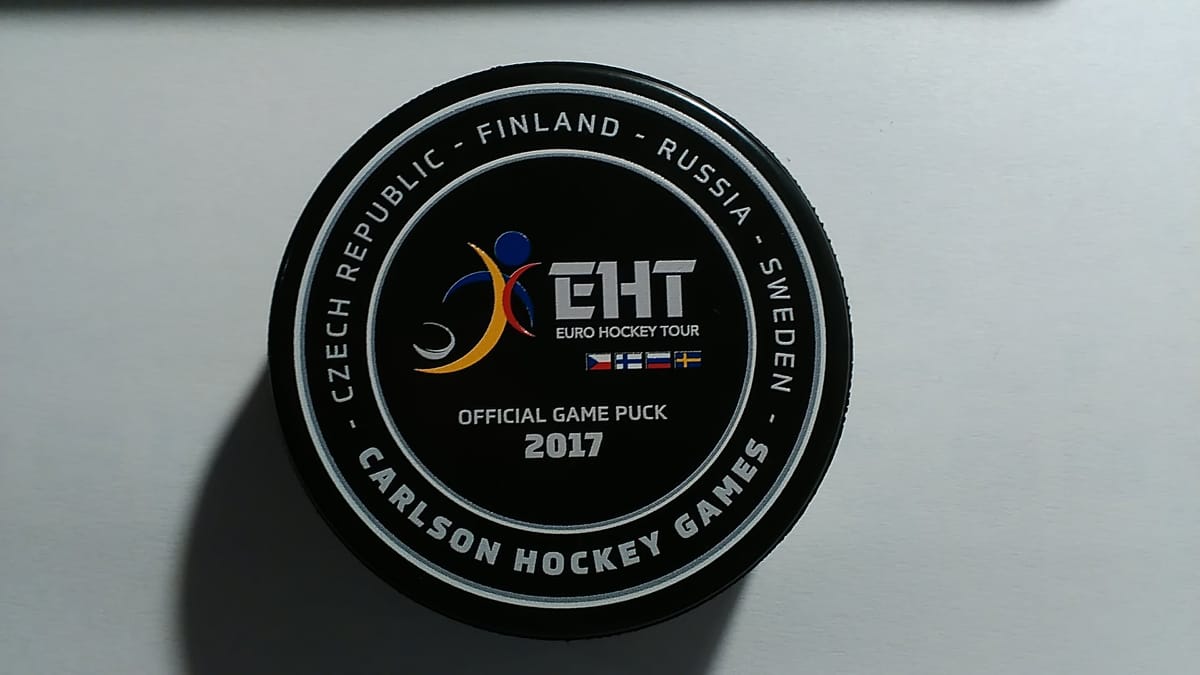 - CZECH REPUBLIC - FINLAND - RUSSIA - SWEDEN -
EHT
EURO HOCKEY TOUR
OFFICIAL GAME PUCK
2017
CARLSON HOCKEY GAMES